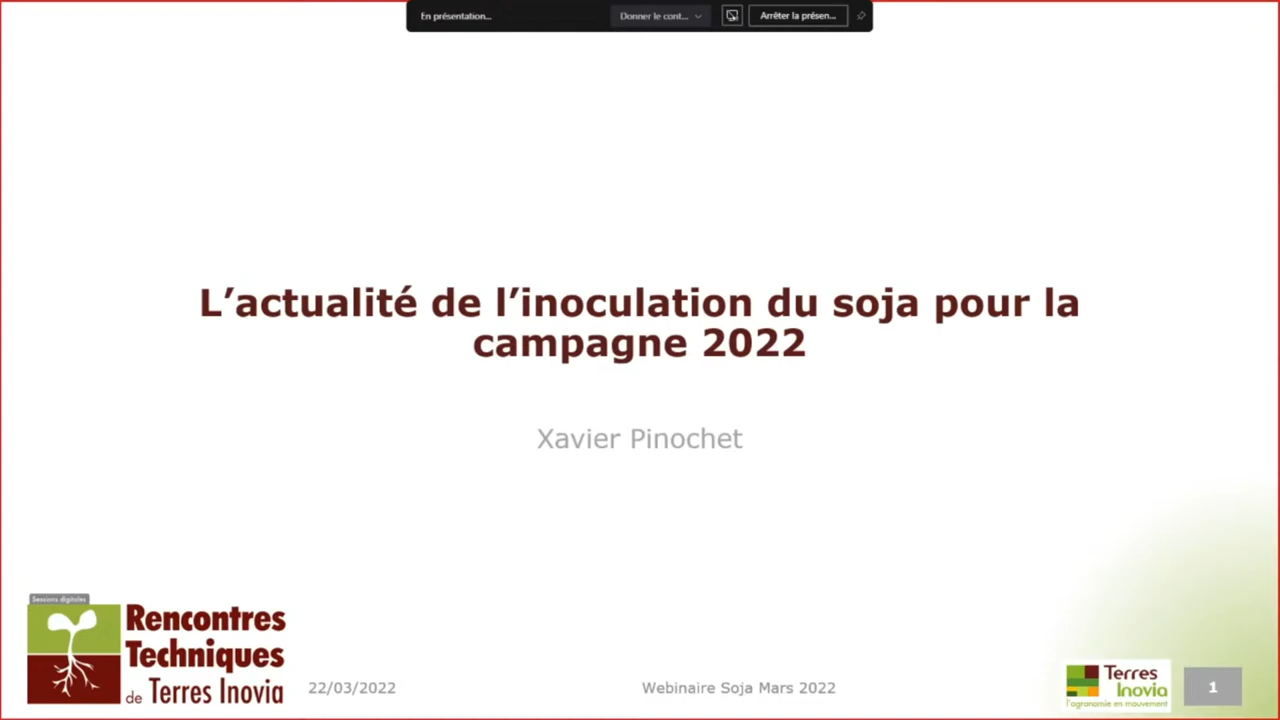 En présentation...
Donner le cont...
Arrêter la présen...
L’actualité de l’inoculation du soja pour la
campagne 2022
Xavier Pinochet
Sessions digitales
Rencontres
Techniques
de Terres Inovia
22/03/2022
Webinaire Soja Mars 2022
Terres
Inovia
l'agronomie en mouvement
1